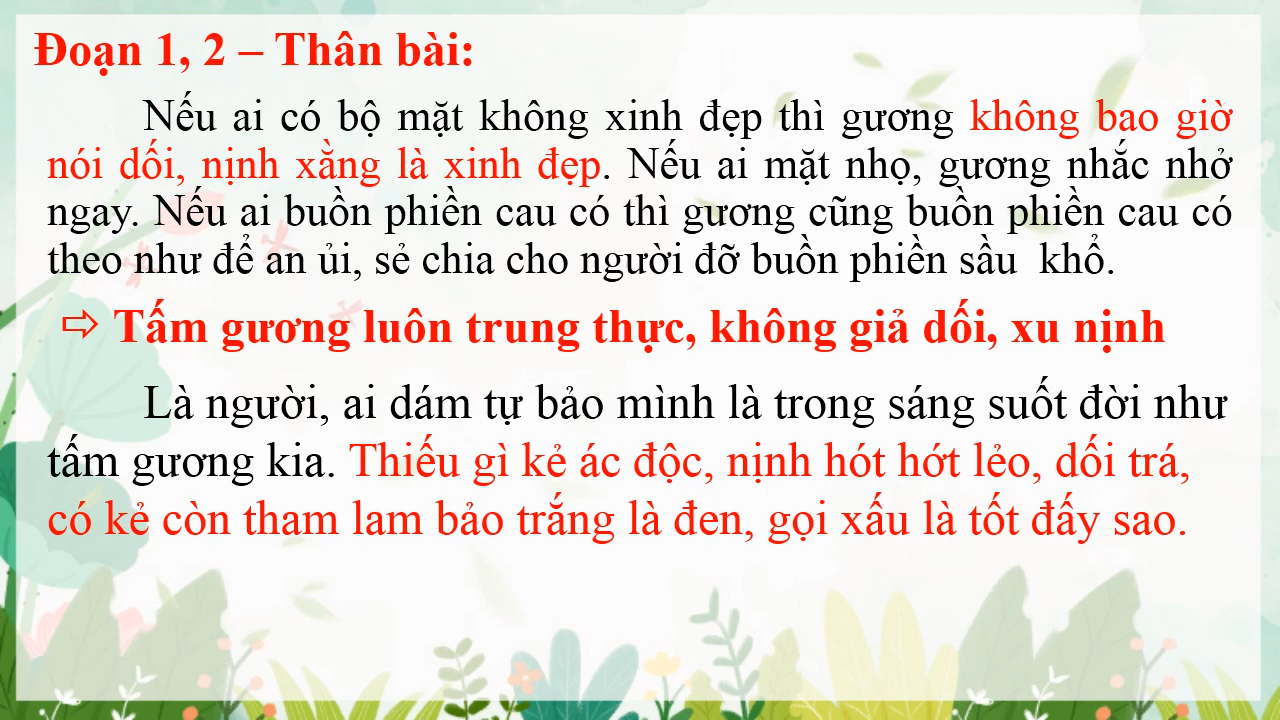 Đoạn 1, 2 – Thân bài:
Nếu ai có bộ mặt không xinh đẹp thì gương không bao giờ
nói dối, nịnh xằng là xinh đẹp. Nếu ai mặt nhọ, gương nhắc nhở
ngay. Nếu ai buồn phiền cau có thì gương cũng buồn phiền cau có
theo như để an ủi, sẻ chia cho người đỡ buồn phiền sầu khổ.
⇨ Tấm gương luôn trung thực, không giả dối, xu nịnh
Là người, ai dám tự bảo mình là trong sáng suốt đời như
tấm gương kia. Thiếu gì kẻ ác độc, nịnh hót hớt lẻo, dối trá,
có kẻ còn tham lam bảo trắng là đen, gọi xấu là tốt đấy sao.